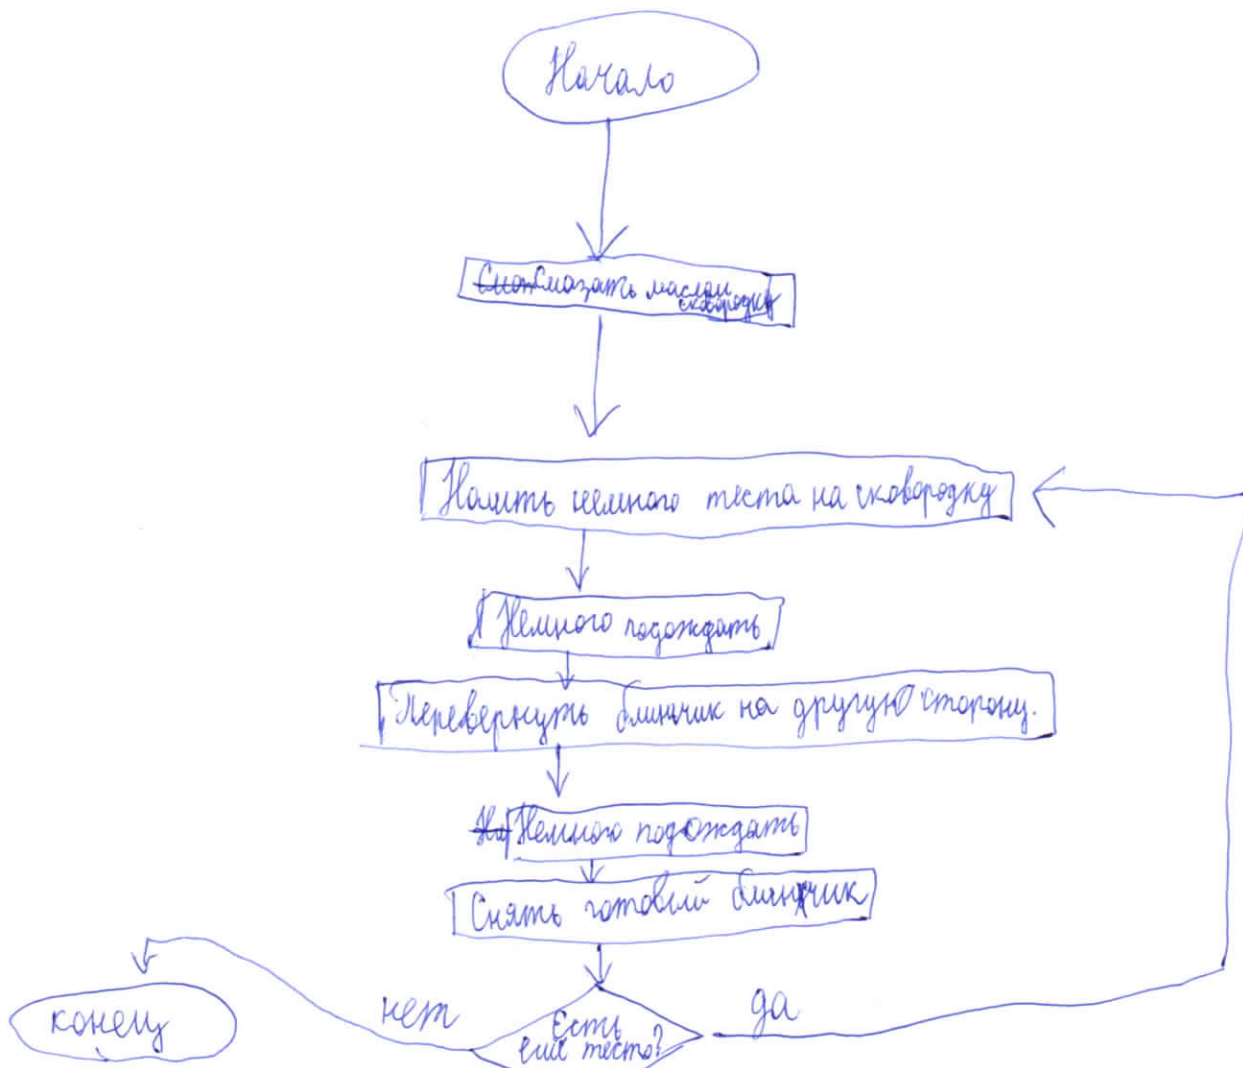 Начало
Смазать маслом
сковородку
Налить немного теста на сковородку
Немного подождать
Перевернуть блинчик на другую сторону.
Немного подождать
Снять готовый блинчик
нет
да
Есть
ещё тесто?
конец